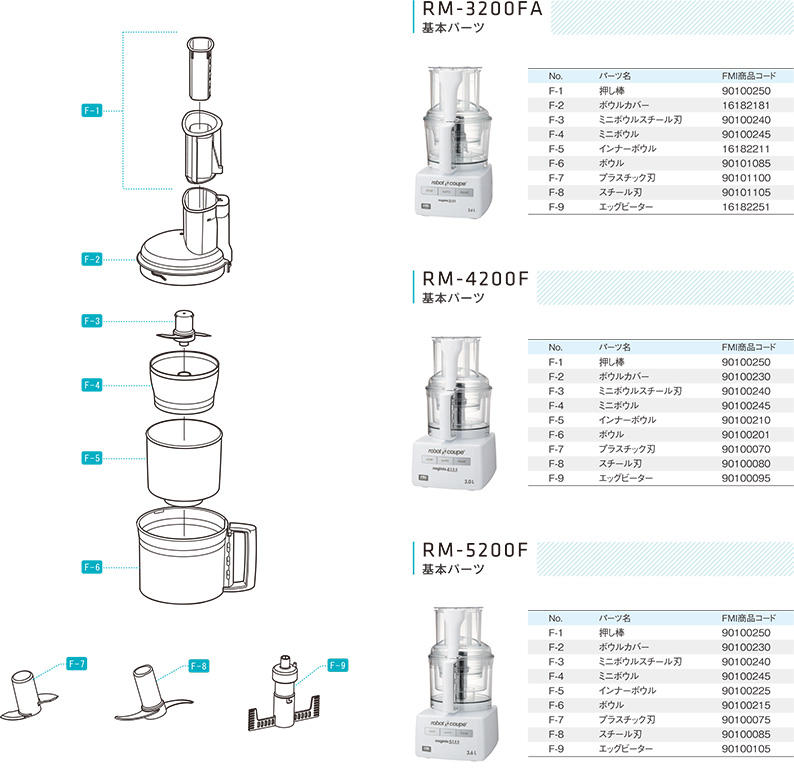 F-1
F-2
F-3
F-4
F-5
F-6
F-7
F-8
F-9
RM-3200FA
基本パーツ
robot coupe
No. パーツ名 FMI商品コード
F-1 押し棒 90100250
F-2 ボウルカバー 16182181
F-3 ミニボウルスチール刃 90100240
F-4 ミニボウル 90100245
F-5 インナーボウル 16182211
F-6 ボウル 90101085
F-7 プラスチック刃 90101100
F-8 スチール刃 90101105
F-9 エッグビーター 16182251
RM-4200F
基本パーツ
robot coupe
3.0L
No. パーツ名 FMI商品コード
F-1 押し棒 90100250
F-2 ボウルカバー 90100230
F-3 ミニボウルスチール刃 90100240
F-4 ミニボウル 90100245
F-5 インナーボウル 90100210
F-6 ボウル 90100201
F-7 プラスチック刃 90100070
F-8 スチール刃 90100080
F-9 エッグビーター 90100095
RM-5200F
基本パーツ
robot coupe
3.6L
No. パーツ名 FMI商品コード
F-1 押し棒 90100250
F-2 ボウルカバー 90100230
F-3 ミニボウルスチール刃 90100240
F-4 ミニボウル 90100245
F-5 インナーボウル 90100225
F-6 ボウル 90100215
F-7 プラスチック刃 90100075
F-8 スチール刃 90100085
F-9 エッグビーター 90100105